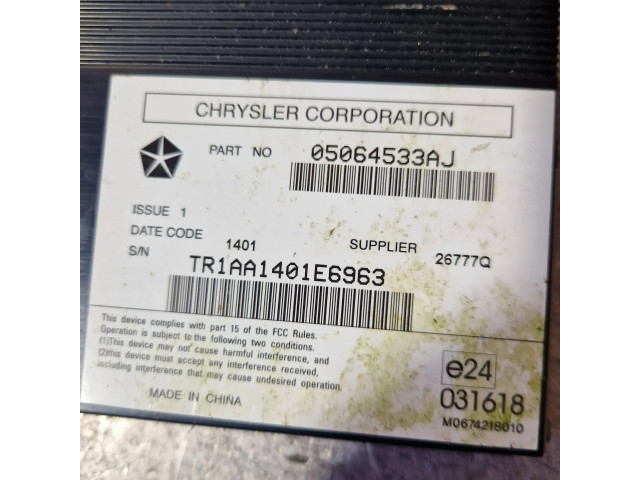 CHRYSLER CORPORATION
PART NO 05064533AJ
ISSUE 1
DATE CODE 1401 SUPPLIER 26777Q
S/N TR1AA1401E6963
This device complies with part 15 of the FCC Rules.
Operation is subject to the following two conditions.
(1)This device may not cause harmful interference, and
(2)this device must accept any interference received,
including interference that may cause undesired operation.
MADE IN CHINA
e24
031618
M0674218010